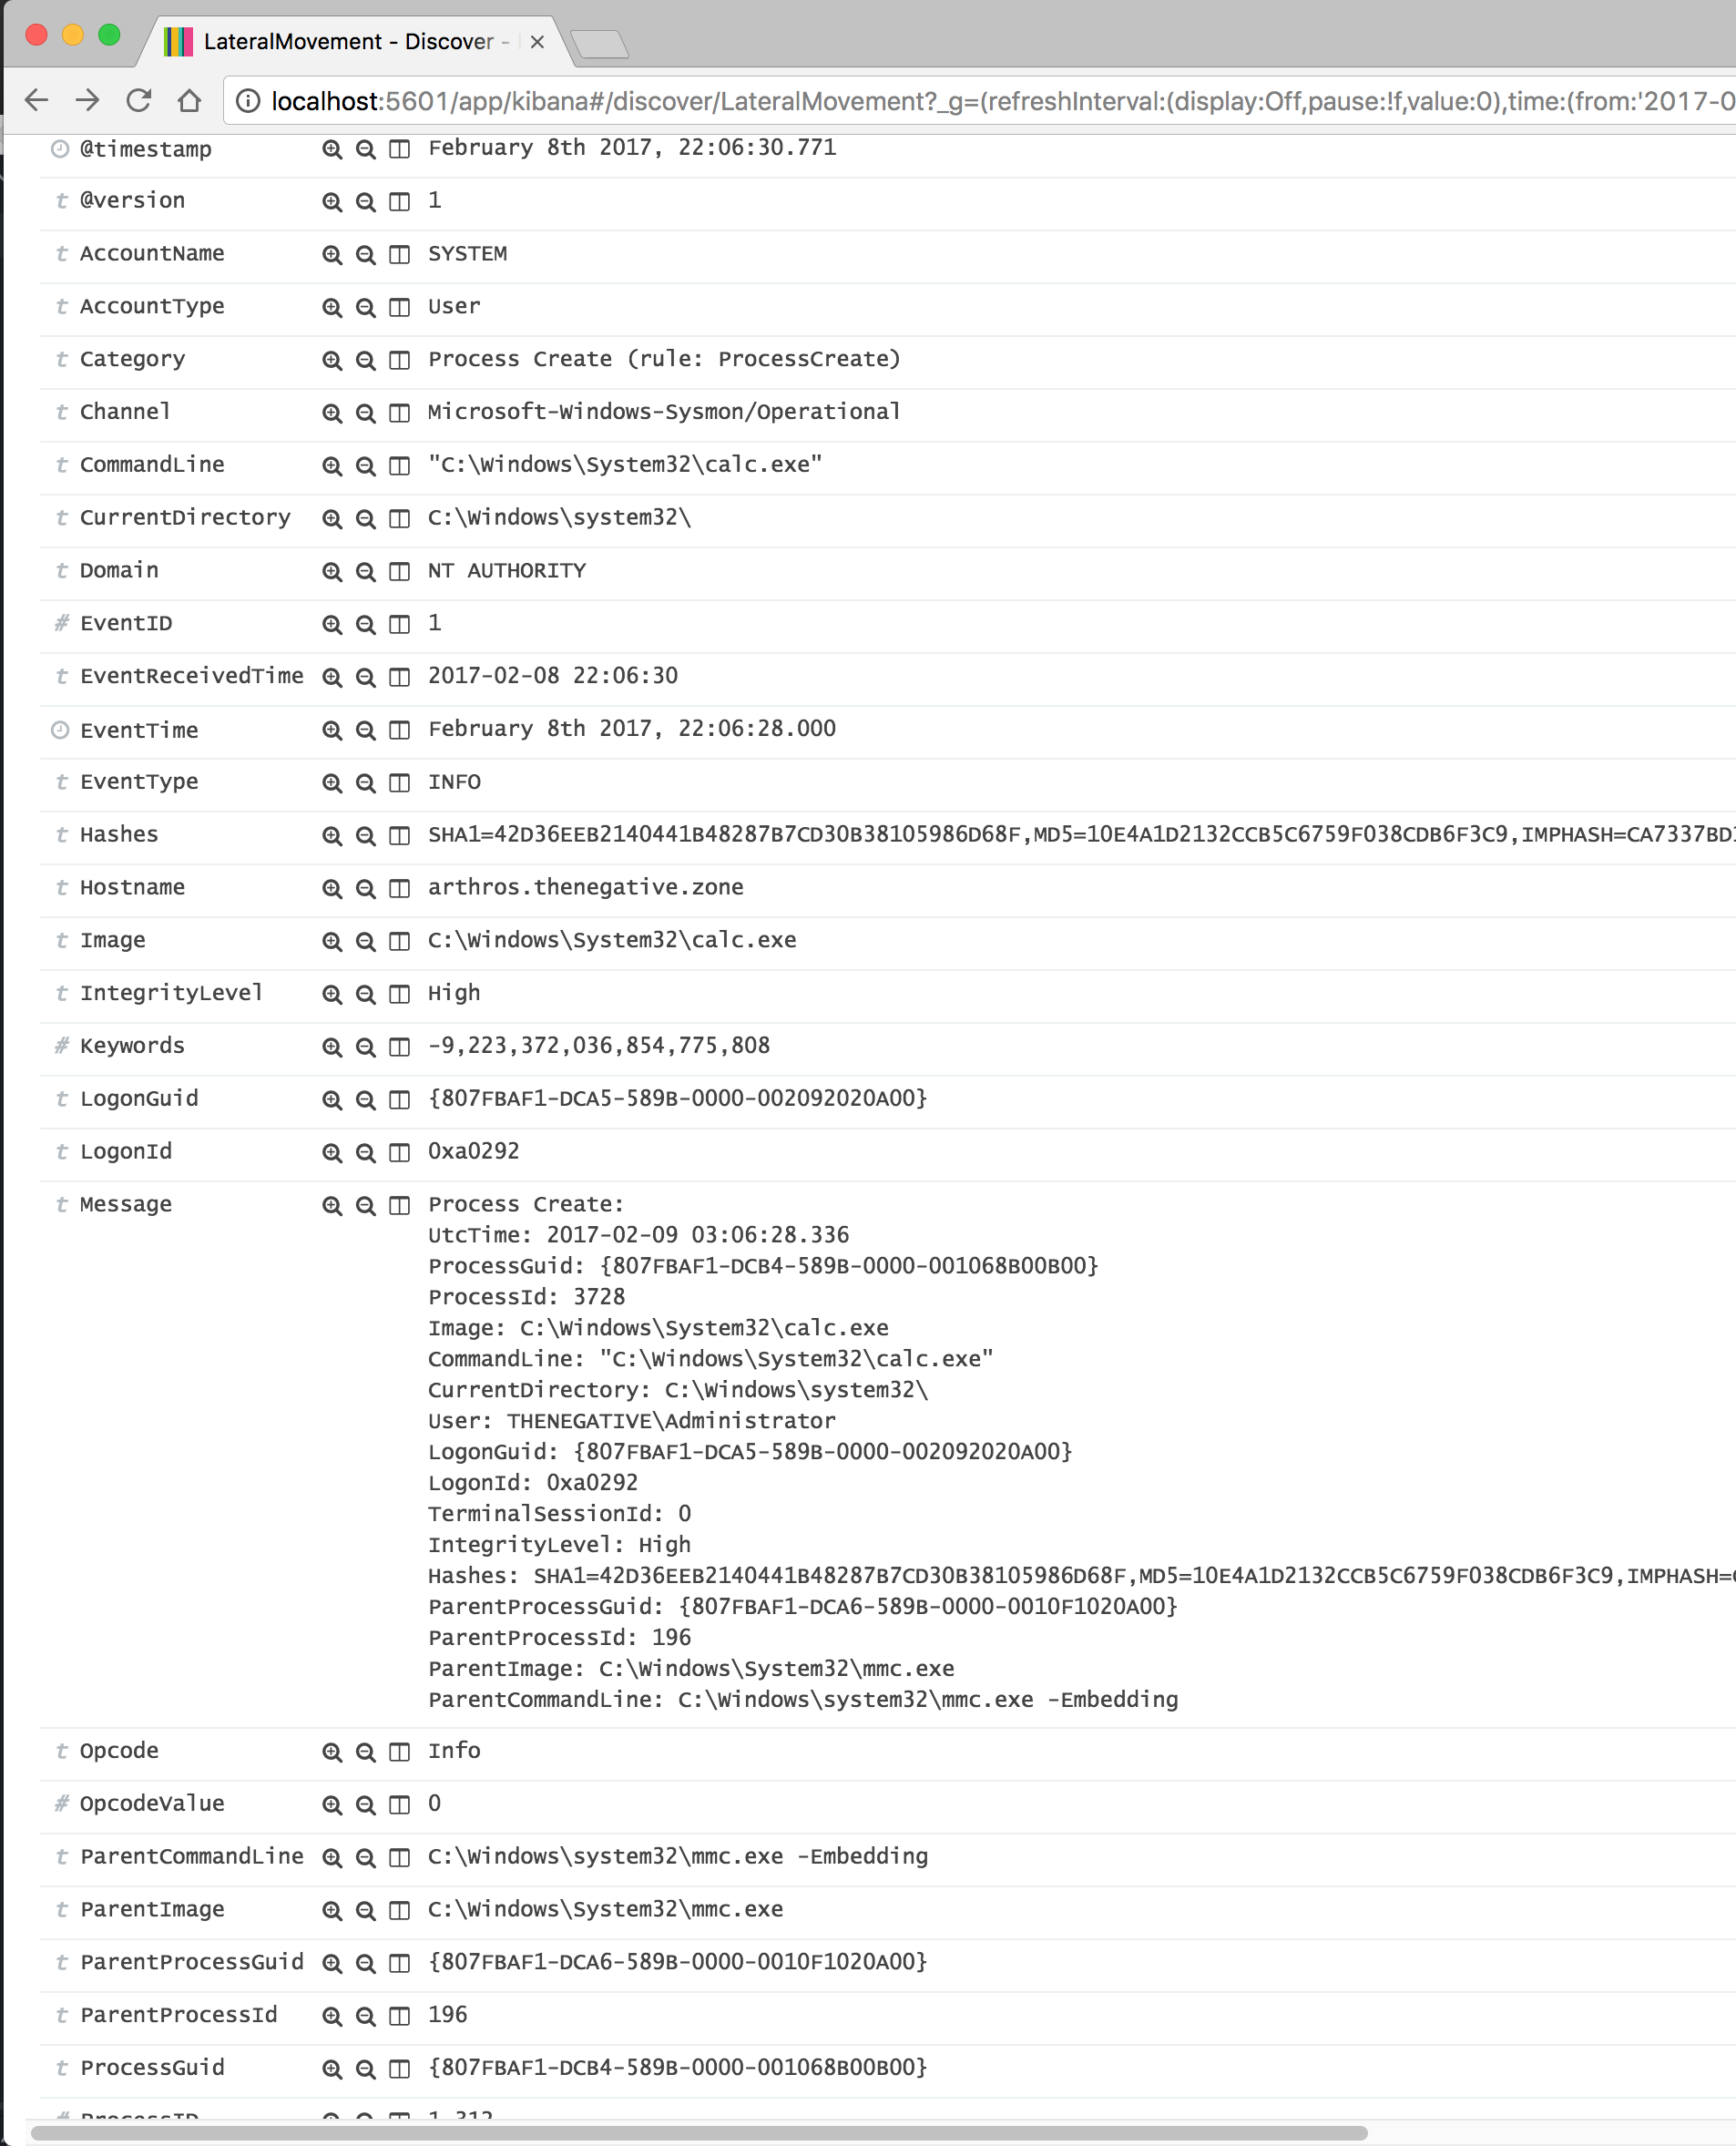 LateralMovement - Discover -
localhost:5601/app/kibana#/discover/LateralMovement?_g=(refreshInterval:(display:Off,pause:!f,value:0),time:(from:'2017-0
@timestamp February 8th 2017, 22:06:30.771
t @version 1
t AccountName SYSTEM
t AccountType User
t Category Process Create (rule: ProcessCreate)
t Channel Microsoft-Windows-Sysmon/Operational
t CommandLine "C:\Windows\System32\calc.exe"
t CurrentDirectory C:\Windows\system32\
t Domain NT AUTHORITY
# EventID 1
t EventReceivedTime 2017-02-08 22:06:30
EventTime February 8th 2017, 22:06:28.000
t EventType INFO
t Hashes SHA1=42D36EEB2140441B48287B7CD30B38105986D68F,MD5=10E4A1D2132CCB5C6759F038CDB6F3C9,IMPHASH=CA7337BD
t Hostname arthros.thenegative.zone
t Image C:\Windows\System32\calc.exe
t IntegrityLevel High
# Keywords -9,223,372,036,854,775,808
t LogonGuid {807FBAF1-DCA5-589B-0000-002092020A00}
t LogonId 0xa0292
t Message Process Create:
UtcTime: 2017-02-09 03:06:28.336
ProcessGuid: {807FBAF1-DCB4-589B-0000-001068B00B00}
ProcessId: 3728
Image: C:\Windows\System32\calc.exe
CommandLine: "C:\Windows\System32\calc.exe"
CurrentDirectory: C:\Windows\system32\
User: THENEGATIVE\Administrator
LogonGuid: {807FBAF1-DCA5-589B-0000-002092020A00}
LogonId: 0xa0292
TerminalSessionId: 0
IntegrityLevel: High
Hashes: SHA1=42D36EEB2140441B48287B7CD30B38105986D68F,MD5=10E4A1D2132CCB5C6759F038CDB6F3C9,IMPHASH=
ParentProcessGuid: {807FBAF1-DCA6-589B-0000-0010F1020A00}
ParentProcessId: 196
ParentImage: C:\Windows\System32\mmc.exe
ParentCommandLine: C:\Windows\system32\mmc.exe -Embedding
t Opcode Info
# OpcodeValue 0
t ParentCommandLine C:\Windows\system32\mmc.exe -Embedding
t ParentImage C:\Windows\System32\mmc.exe
t ParentProcessGuid {807FBAF1-DCA6-589B-0000-0010F1020A00}
t ParentProcessId 196
t ProcessGuid {807FBAF1-DCB4-589B-0000-001068B00B00}
# ProcessID 1,312